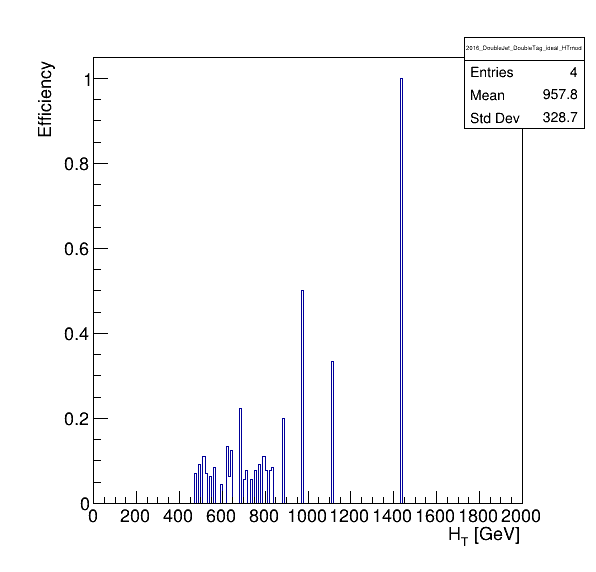 2016_DoubleJet_DoubleTag_Ideal_HTmod
Entries 4
Mean 957.8
Std Dev 328.7
Efficiency
1
0.8
0.6
0.4
0.2
0
0 200 400 600 800 1000 1200 1400 1600 1800 2000
H_T [GeV]